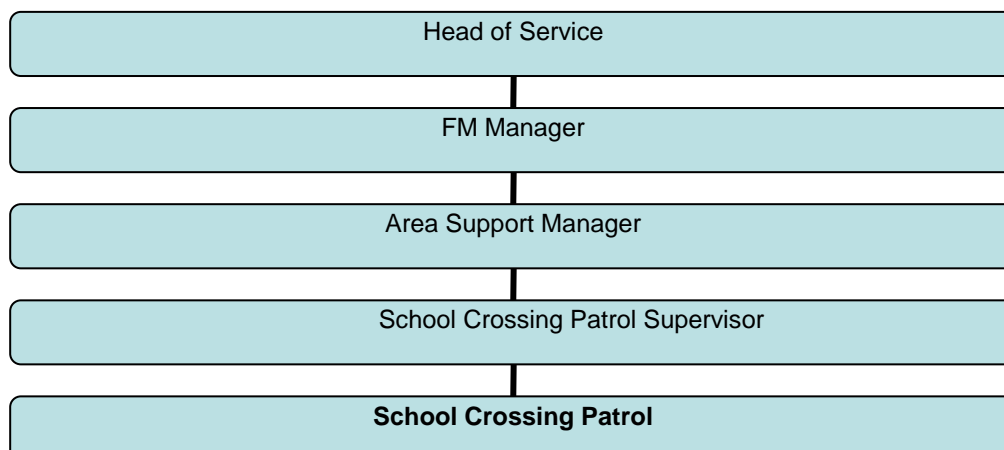 Head of Service
FM Manager
Area Support Manager
School Crossing Patrol Supervisor
School Crossing Patrol